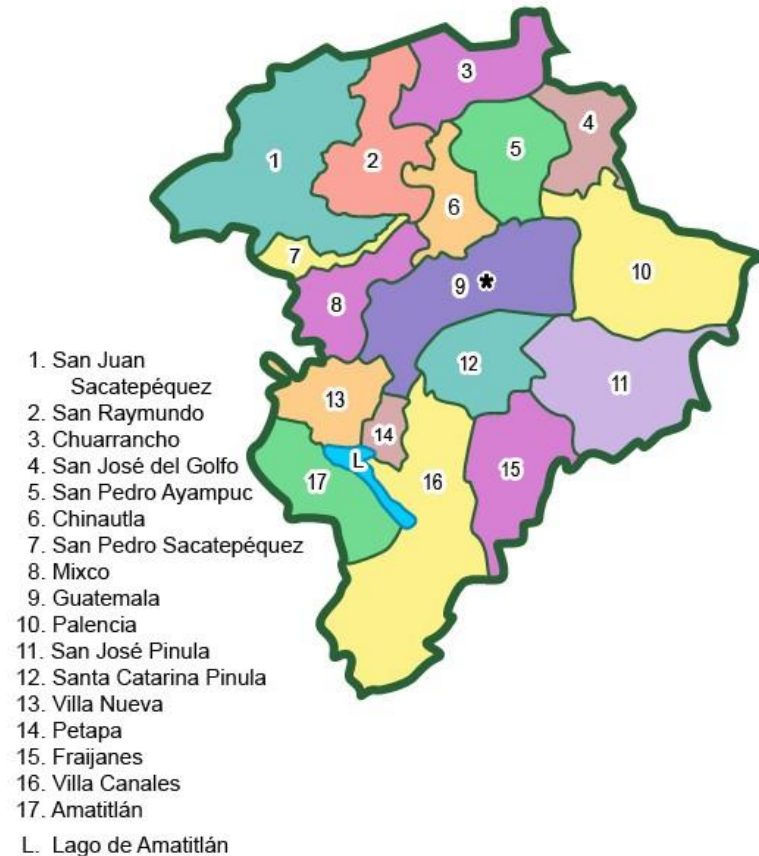 3
4
1
2
5
6
7
10
9 *
8
12
11
13
14
L
17
16
15
1. San Juan
Sacatepéquez
2. San Raymundo
3. Chuarrancho
4. San José del Golfo
5. San Pedro Ayampuc
6. Chinautla
7. San Pedro Sacatepéquez
8. Mixco
9. Guatemala
10. Palencia
11. San José Pinula
12. Santa Catarina Pinula
13. Villa Nueva
14. Petapa
15. Fraijanes
16. Villa Canales
17. Amatitlán
L. Lago de Amatitlán